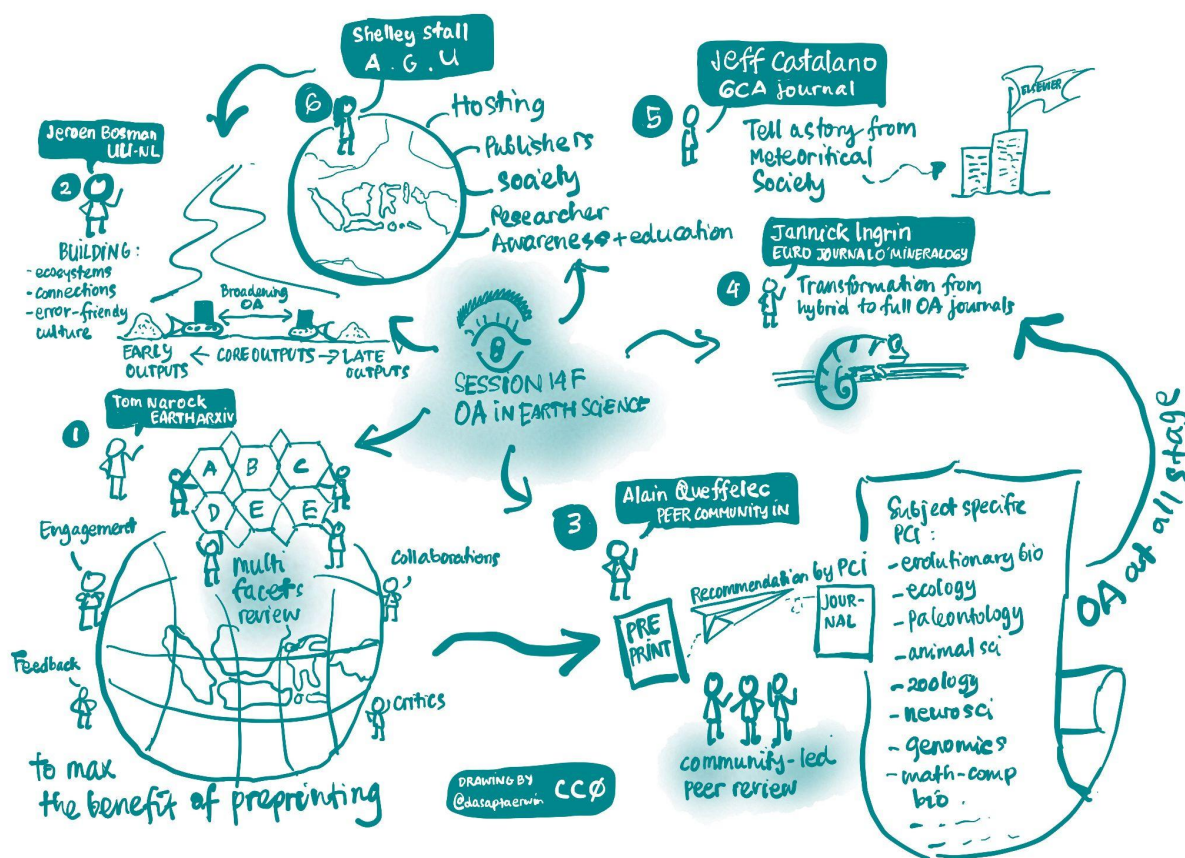 Shelley Stall
A.G.U
6
Hosting
Publishers
Society
Researcher
Awareness + education
Jeff Catalano
GCA journal
5
Tell a story from
Meteoritical
Society
ELSEVIER
Jeroen Bosman
UU-NL
2
BUILDING:
- ecosystems
- connections
- error-friendly
culture
Broadening
OA
EARLY
OUTPUTS
← CORE OUTPUTS →
LATE
OUTPUTS
SESSION 14F
OA IN EARTH SCIENCE
Jannick Ingrin
EURO JOURNAL O' MINERALOGY
4
Transformation from
hybrid to full OA journals
Tom Narock
EARTHARXIV
1
A B C
D E E
multi
facets
review
Engagement
Collaborations
Feedback
Critics
to max
the benefit of preprinting
3
Alain Queffelec
PEER COMMUNITY IN
Recommendation by PCI
PRE
PRINT
JOUR-
NAL
community-led
peer review
Subject specific
PCI:
- evolutionary bio
- ecology
- Paleontology
- animal sci
- zoology
- neurosci
- genomics
- math-comp
bio
OA at all stage
DRAWING BY
@dasaptaerwin
CCØ